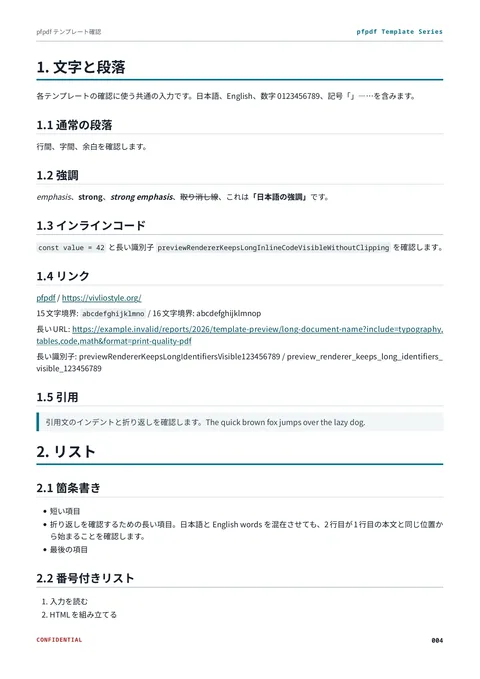 pfpdf テンプレート確認
pfpdf Template Series
1. 文字と段落
各テンプレートの確認に使う共通の入力です。日本語、English、数字 0123456789、記号「」……を含みます。
1.1 通常の段落
行間、字間、余白を確認します。
1.2 強調
emphasis、strong、strong emphasis、取り消し線、これは「日本語の強調」です。
1.3 インラインコード
const value = 42 と長い識別子 previewRendererKeepsLongInlineCodeVisibleWithoutClipping を確認します。
1.4 リンク
pfpdf / https://vivliostyle.org/
15 文字境界: abcdefghijklmno / 16 文字境界: abcdefghijklmnop
長い URL: https://example.invalid/reports/2026/template-preview/long-document-name?include=typography,
tables,code,math&format=print-quality-pdf
長い識別子: previewRendererKeepsLongIdentifiersVisible123456789 / preview_renderer_keeps_long_identifiers_
visible_123456789
1.5 引用
引用文のインデントと折り返しを確認します。The quick brown fox jumps over the lazy dog.
2. リスト
2.1 箇条書き
• 短い項目
• 折り返しを確認するための長い項目。日本語と English words を混在させても、2 行目が 1 行目の本文と同じ位置か
ら始まることを確認します。
• 最後の項目
2.2 番号付きリスト
1. 入力を読む
2. HTML を組み立てる
CONFIDENTIAL
004